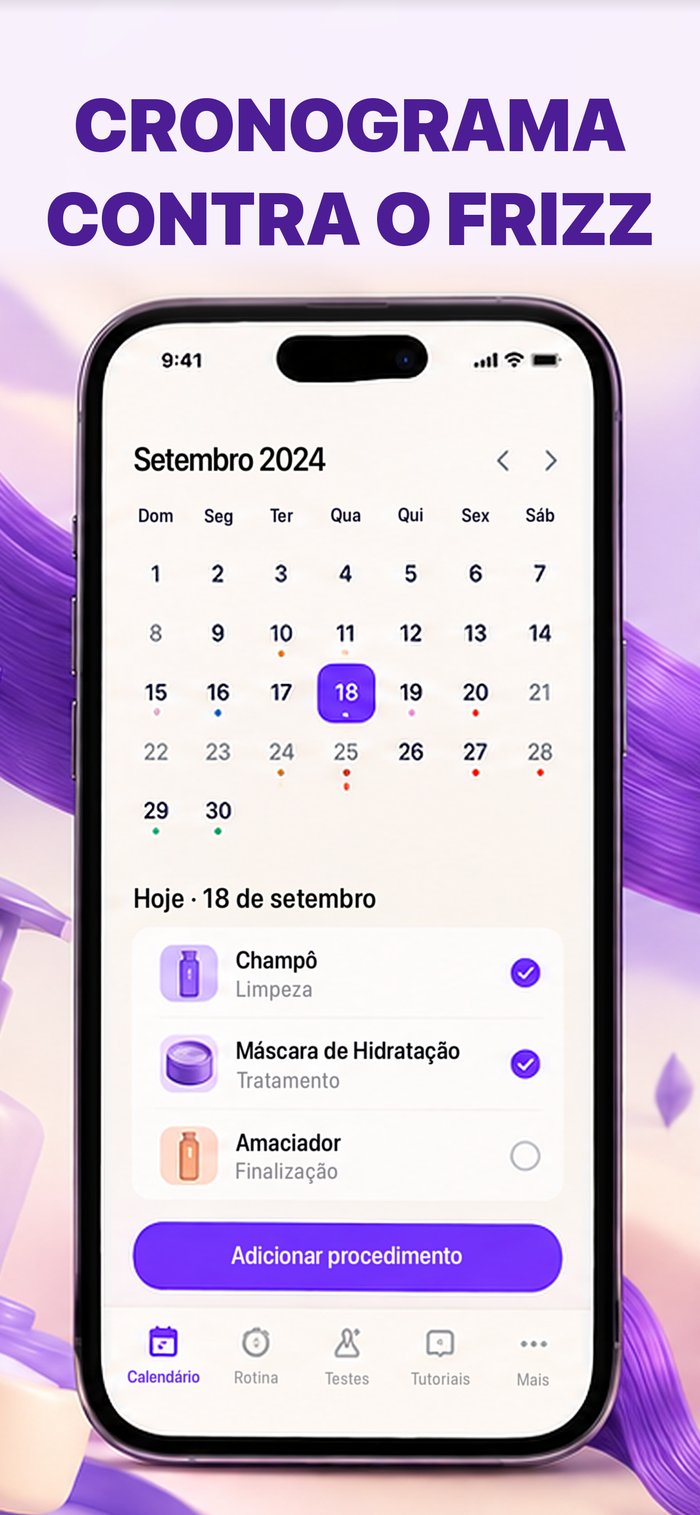 CRONOGRAMA
CONTRA O FRIZZ
9:41
Setembro 2024
Dom Seg Ter Qua Qui Sex Sáb
1 2 3 4 5 6 7
8 9 10 11 12 13 14
15 16 17 18 19 20 21
22 23 24 25 26 27 28
29 30
Hoje · 18 de setembro
Champô
Limpeza
Máscara de Hidratação
Tratamento
Amaciador
Finalização
Adicionar procedimento
Calendário Rotina Testes Tutoriais Mais